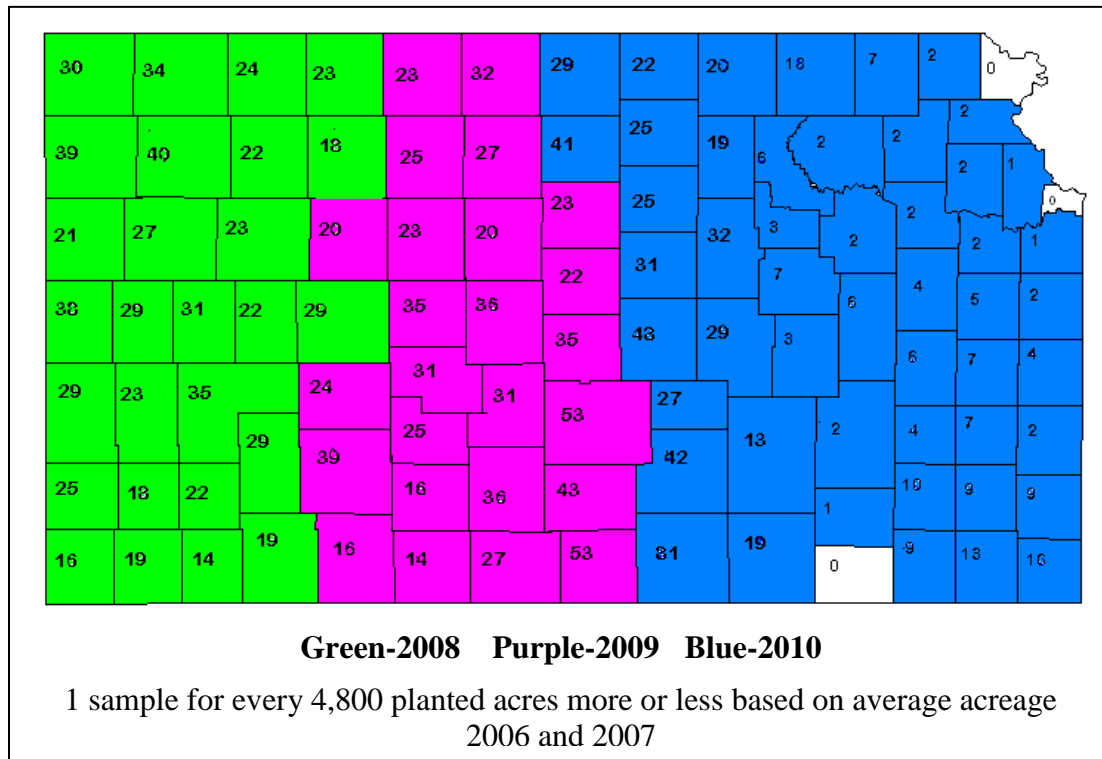 30 34 24 23 23 32 29 22 20 18 7 2 0
39 40 22 18 25 27 41 25 19 6 2 2 2
2 1
21 27 23 20 23 20 23 25 32 3 2 2 2 1 0
22 31 7
38 29 31 22 29 35 36 35 43 29 3 6 4 5 2
29 23 35 24 31 31 53 27 13 6 7 4
29 39 25 42 2 4 7 2
25 18 22 16 36 43 10 9 9
1
16 19 14 19 16 14 27 53 81 19 0 9 13 16
Green-2008 Purple-2009 Blue-2010
1 sample for every 4,800 planted acres more or less based on average acreage
2006 and 2007